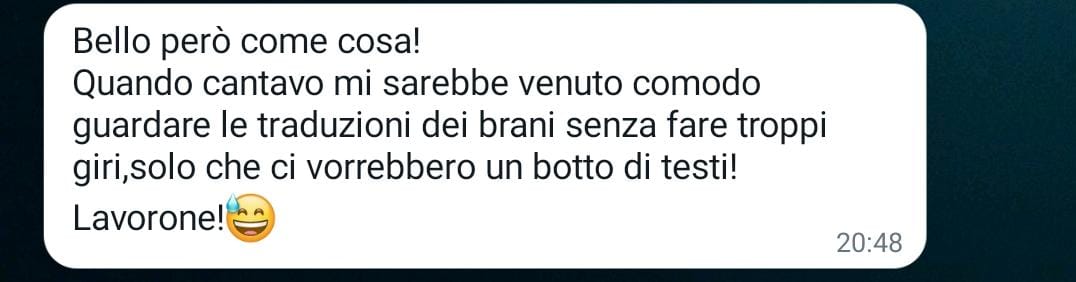 Bello però come cosa!
Quando cantavo mi sarebbe venuto comodo
guardare le traduzioni dei brani senza fare troppi
giri,solo che ci vorrebbero un botto di testi!
Lavorone!😅
20:48